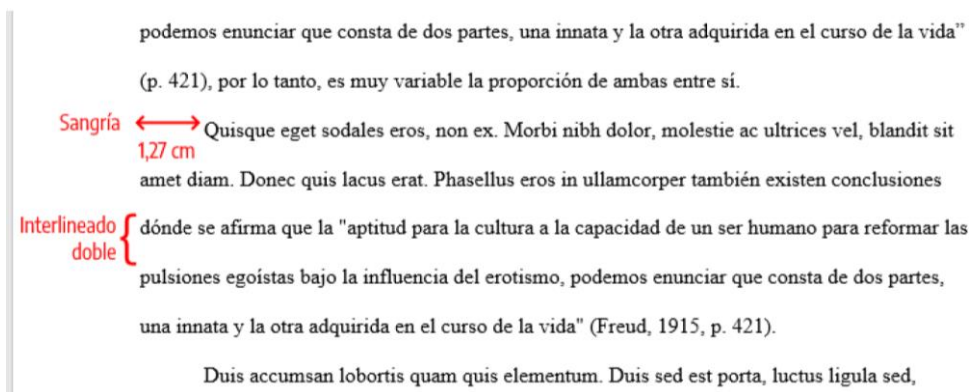 podemos enunciar que consta de dos partes, una innata y la otra adquirida en el curso de la vida”
(p. 421), por lo tanto, es muy variable la proporción de ambas entre sí.
Sangría
1,27 cm
Quisque eget sodales eros, non ex. Morbi nibh dolor, molestie ac ultrices vel, blandit sit
amet diam. Donec quis lacus erat. Phasellus eros in ullamcorper también existen conclusiones
Interlineado
doble
dónde se afirma que la "aptitud para la cultura a la capacidad de un ser humano para reformar las
pulsiones egoístas bajo la influencia del erotismo, podemos enunciar que consta de dos partes,
una innata y la otra adquirida en el curso de la vida" (Freud, 1915, p. 421).
Duis accumsan lobortis quam quis elementum. Duis sed est porta, luctus ligula sed,